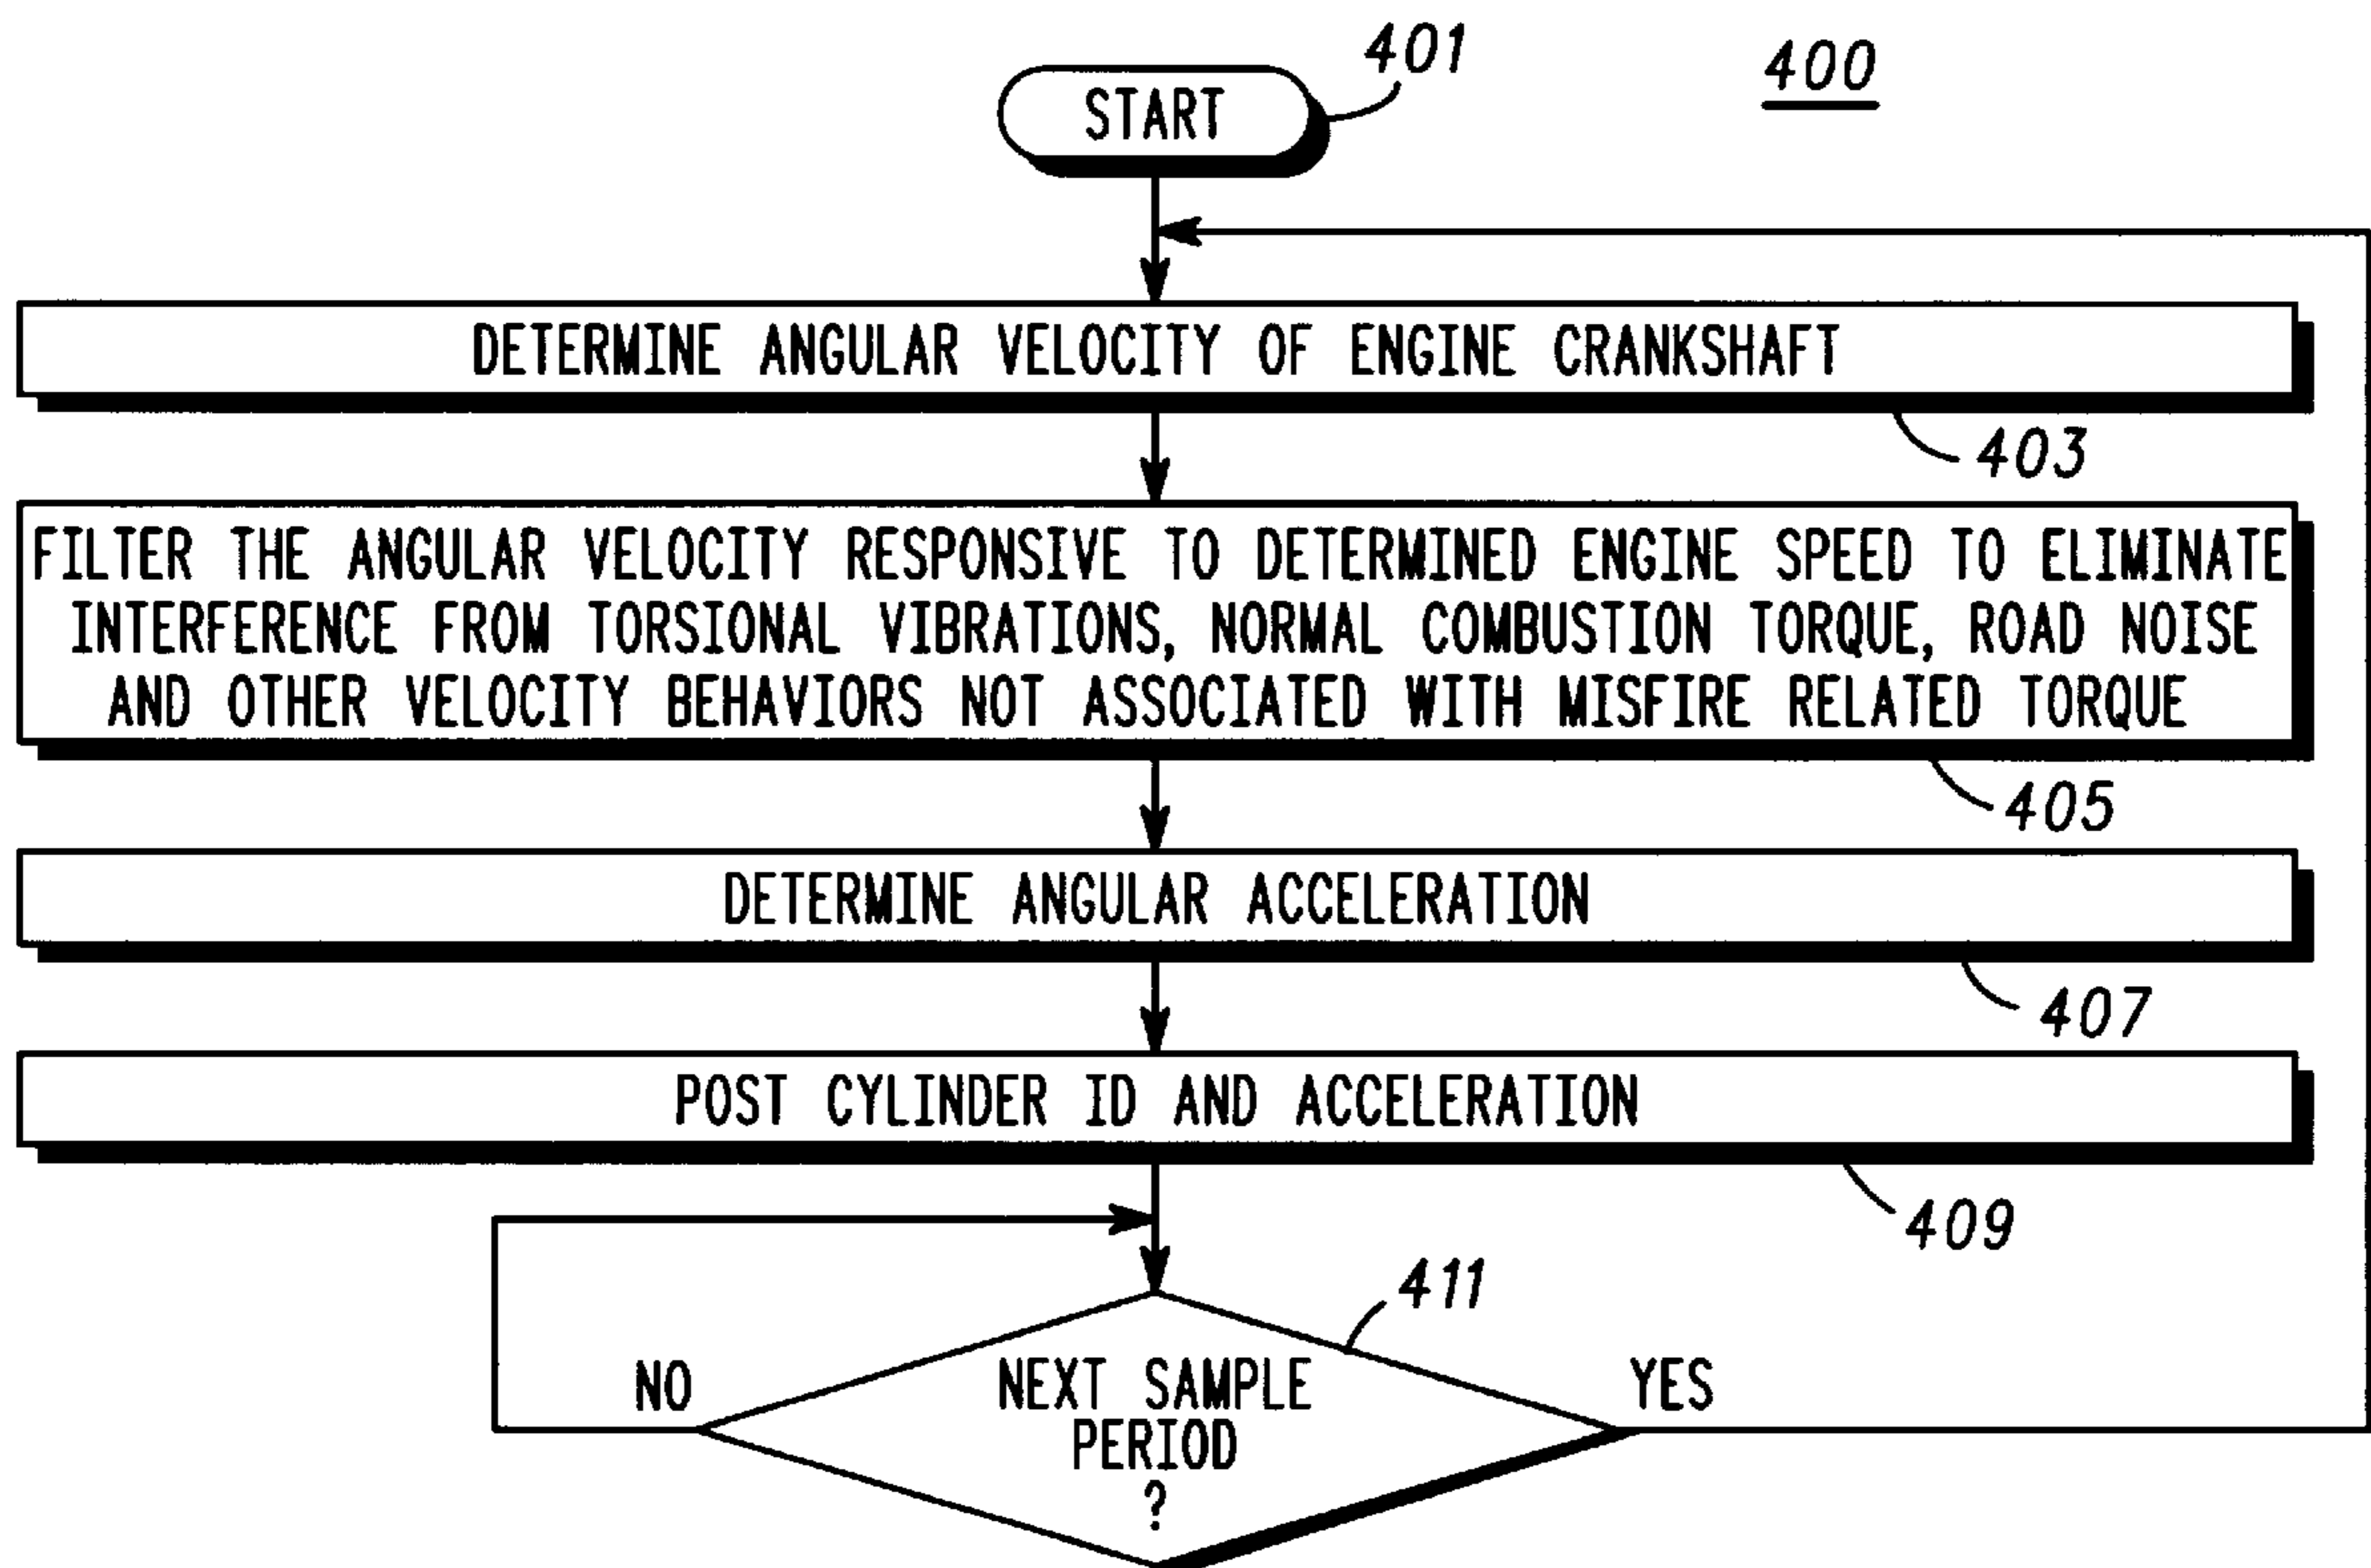 401
400
START
DETERMINE ANGULAR VELOCITY OF ENGINE CRANKSHAFT
403
FILTER THE ANGULAR VELOCITY RESPONSIVE TO DETERMINED ENGINE SPEED TO ELIMINATE
INTERFERENCE FROM TORSIONAL VIBRATIONS, NORMAL COMBUSTION TORQUE, ROAD NOISE
AND OTHER VELOCITY BEHAVIORS NOT ASSOCIATED WITH MISFIRE RELATED TORQUE
405
DETERMINE ANGULAR ACCELERATION
407
POST CYLINDER ID AND ACCELERATION
409
411
NO
NEXT SAMPLE
PERIOD
?
YES